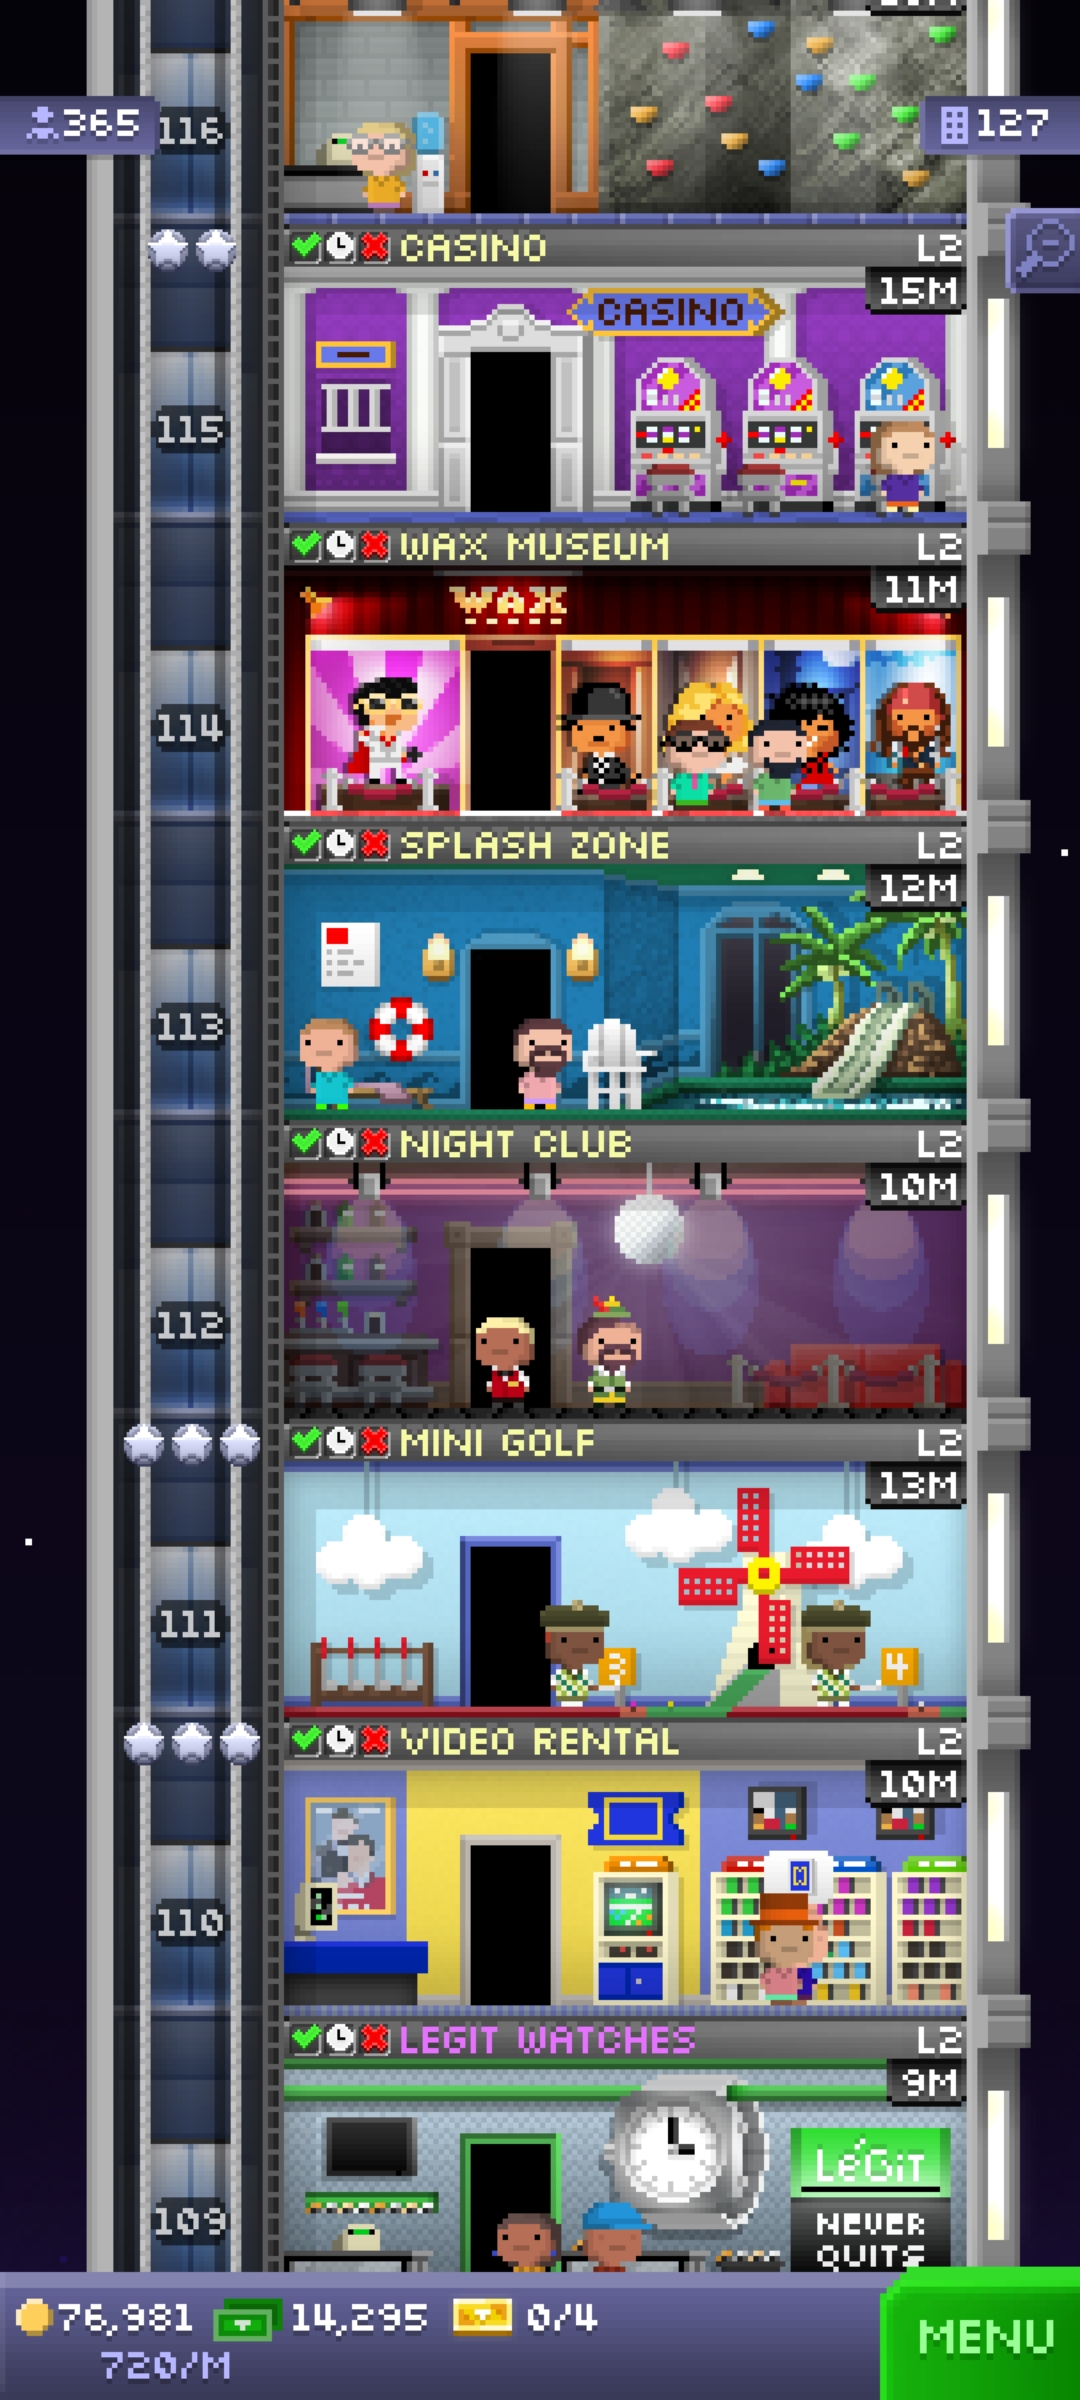 365
116
127
CASINO
L2
15M
CASINO
115
WAX MUSEUM
L2
11M
WAX
114
SPLASH ZONE
L2
12M
113
NIGHT CLUB
L2
10M
112
MINI GOLF
L2
13M
111
3
4
VIDEO RENTAL
L2
10M
110
LEGIT WATCHES
L2
9M
LéGiT
109
NEVER
QUITS
76,981
14,295
0/4
MENU
720/M